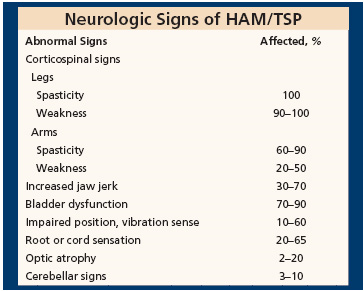 Neurologic Signs of HAM/TSP
Abnormal Signs Affected, %
Corticospinal signs
Legs
Spasticity 100
Weakness 90–100
Arms
Spasticity 60–90
Weakness 20–50
Increased jaw jerk 30–70
Bladder dysfunction 70–90
Impaired position, vibration sense 10–60
Root or cord sensation 20–65
Optic atrophy 2–20
Cerebellar signs 3–10